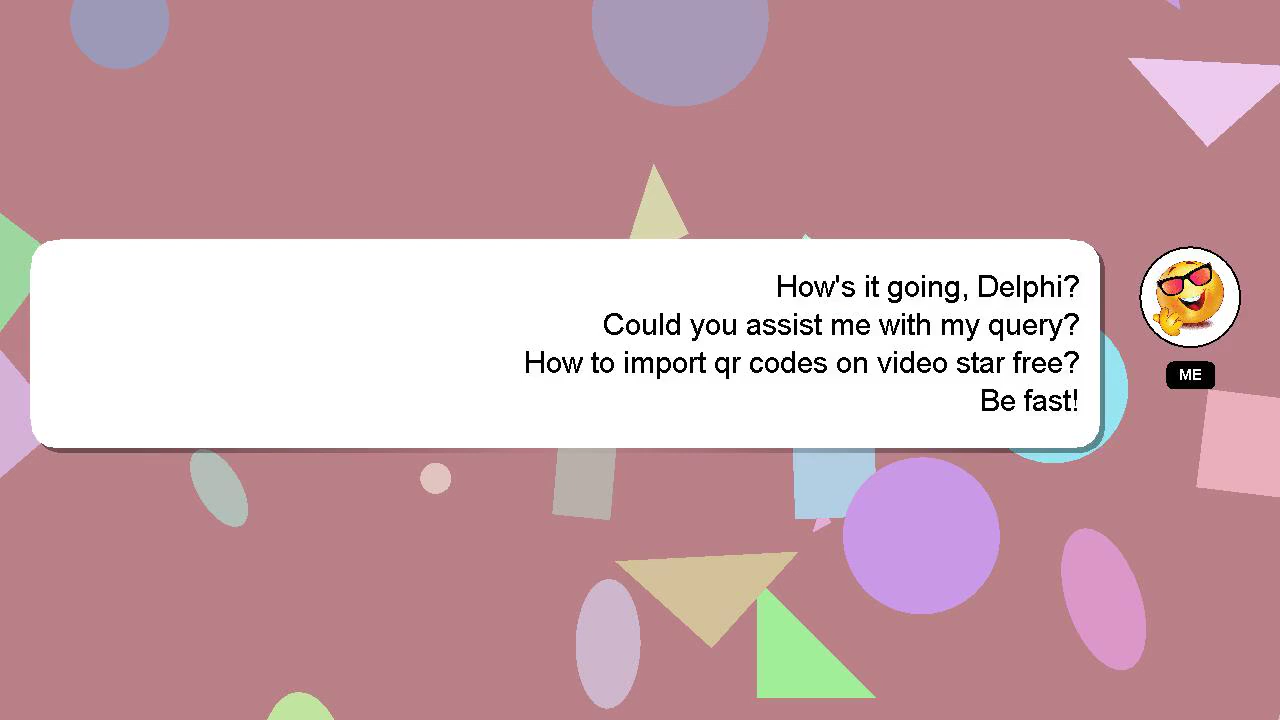 How's it going, Delphi?
Could you assist me with my query?
How to import qr codes on video star free?
Be fast!
ME